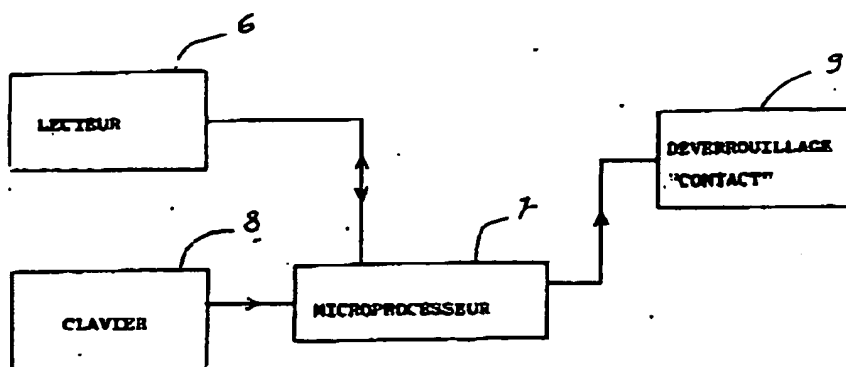 6
LECTEUR
9
DEVERROUILLAGE
"CONTACT"
8
7
CLAVIER
MICROPROCESSEUR